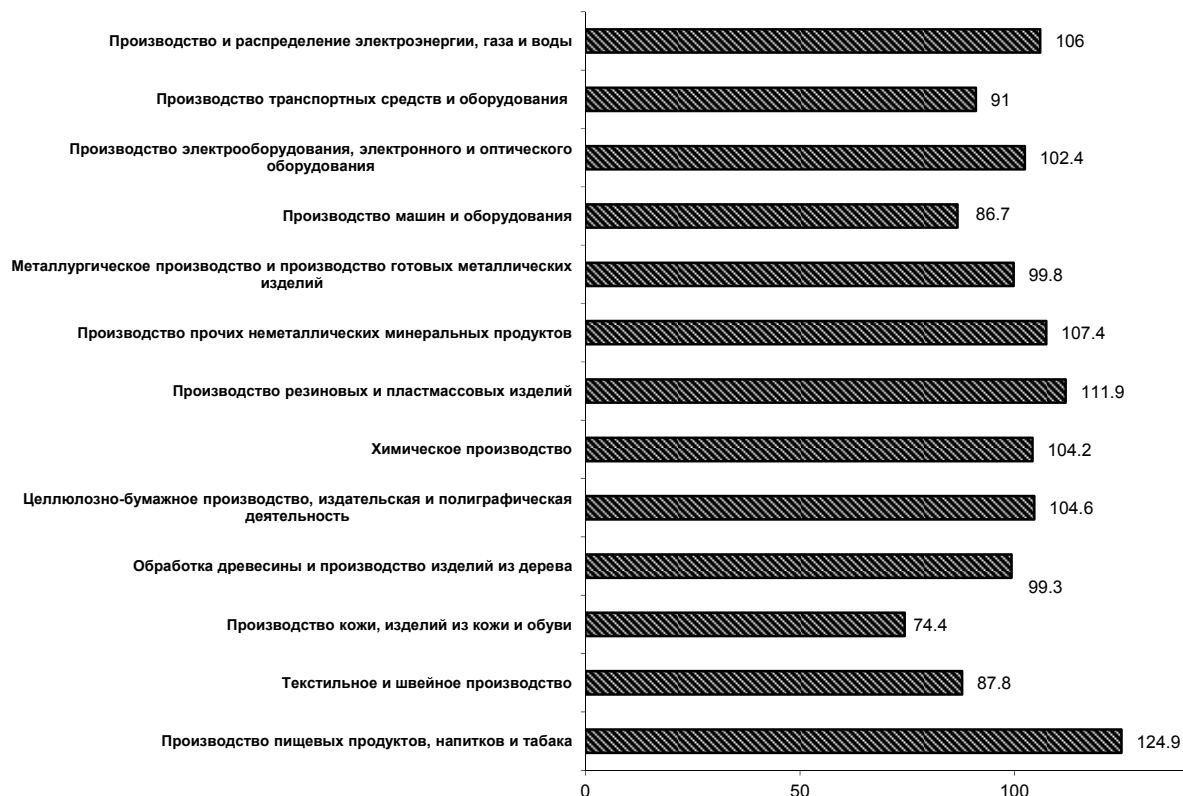 Производство и распределение электроэнергии, газа и воды
106
Производство транспортных средств и оборудования
91
Производство электрооборудования, электронного и оптического
оборудования
102.4
Производство машин и оборудования
86.7
Металлургическое производство и производство готовых металлических
изделий
99.8
Производство прочих неметаллических минеральных продуктов
107.4
Производство резиновых и пластмассовых изделий
111.9
Химическое производство
104.2
Целлюлозно-бумажное производство, издательская и полиграфическая
деятельность
104.6
Обработка древесины и производство изделий из дерева
99.3
Производство кожи, изделий из кожи и обуви
74.4
Текстильное и швейное производство
87.8
Производство пищевых продуктов, напитков и табака
124.9
0 50 100